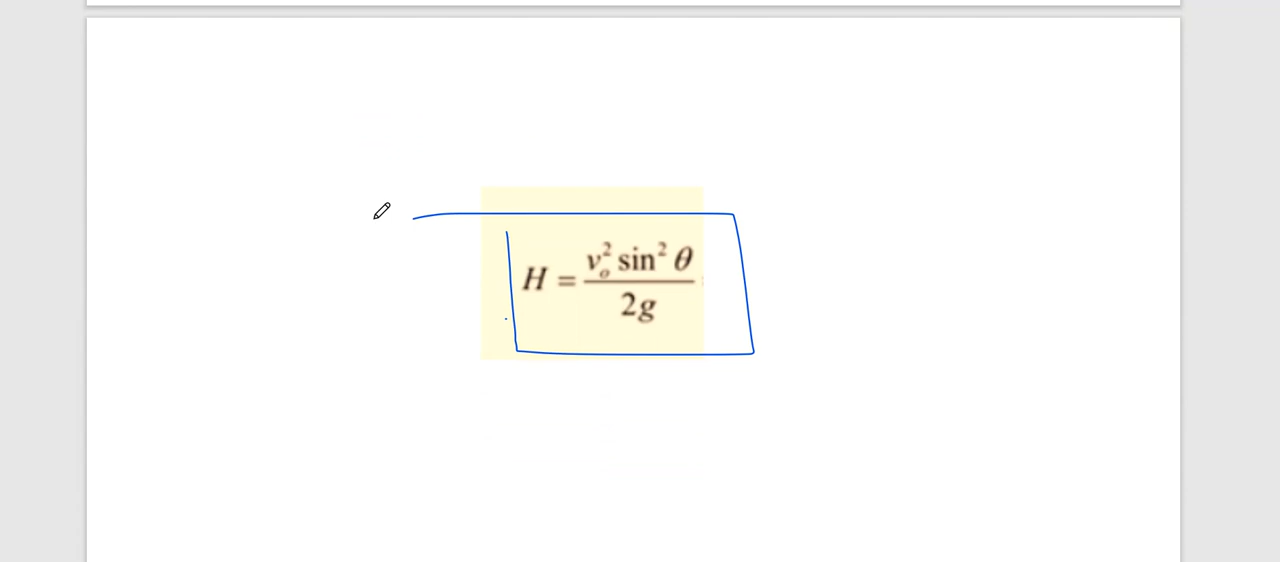 H = v_o^2 sin^2 θ / 2g